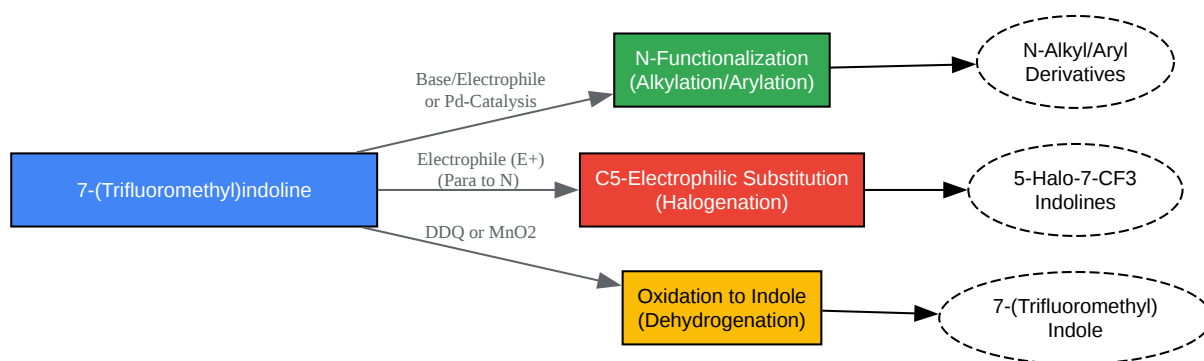 7-(Trifluoromethyl)indoline
Base/Electrophile
or Pd-Catalysis
N-Functionalization
(Alkylation/Arylation)
N-Alkyl/Aryl
Derivatives
Electrophile (E+)
(Para to N)
C5-Electrophilic Substitution
(Halogenation)
5-Halo-7-CF3
Indolines
DDQ or MnO2
Oxidation to Indole
(Dehydrogenation)
7-(Trifluoromethyl)
Indole